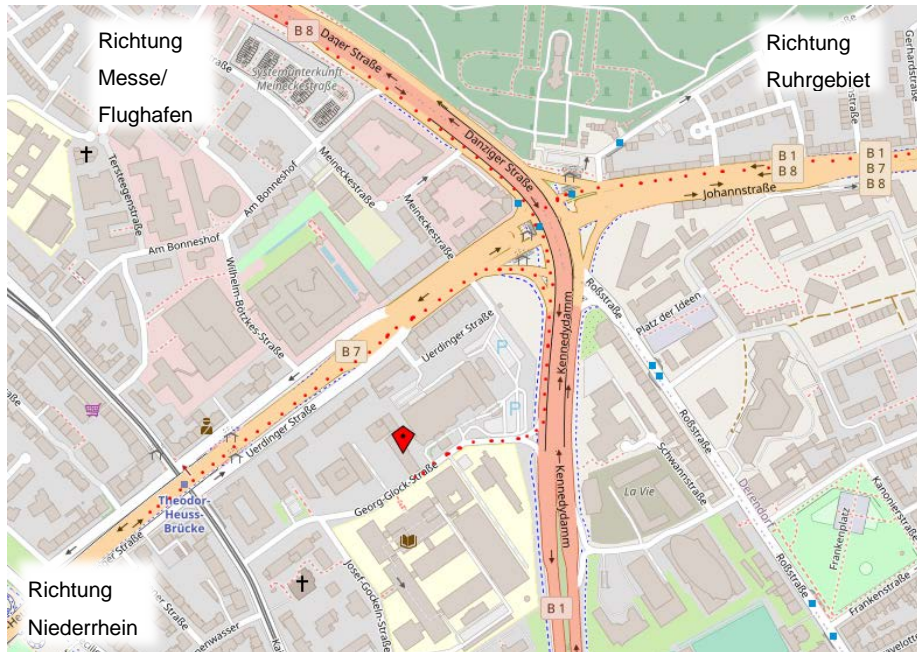 Richtung
Messe/
Flughafen
B 8
Danziger Straße
Systemunterkunft
Meineckestraße
Richtung
Ruhrgebiet
Gerhardstraße
Tersteegenstraße
Am Bonneshof
Meineckestraße
Meineckestraße
Danziger Straße
B 1
B 8
B 1
B 7
B 8
Johannstraße
Am Bonneshof
Wilhelm-Bötzkes-Straße
B 7
Uerdinger Straße
P
P
Kennedydamm
Roßstraße
Platz der Ideen
Uerdinger Straße
Georg-Glock-Straße
Kennedydamm
La Vie
Schwannstraße
Roßstraße
Derendorf
Kanonierstraße
Frankenplatz
Theodor-
Heuss-
Brücke
Josef-Gockeln-Straße
Roßstraße
Frankenstraße
B 1
Richtung
Niederrhein